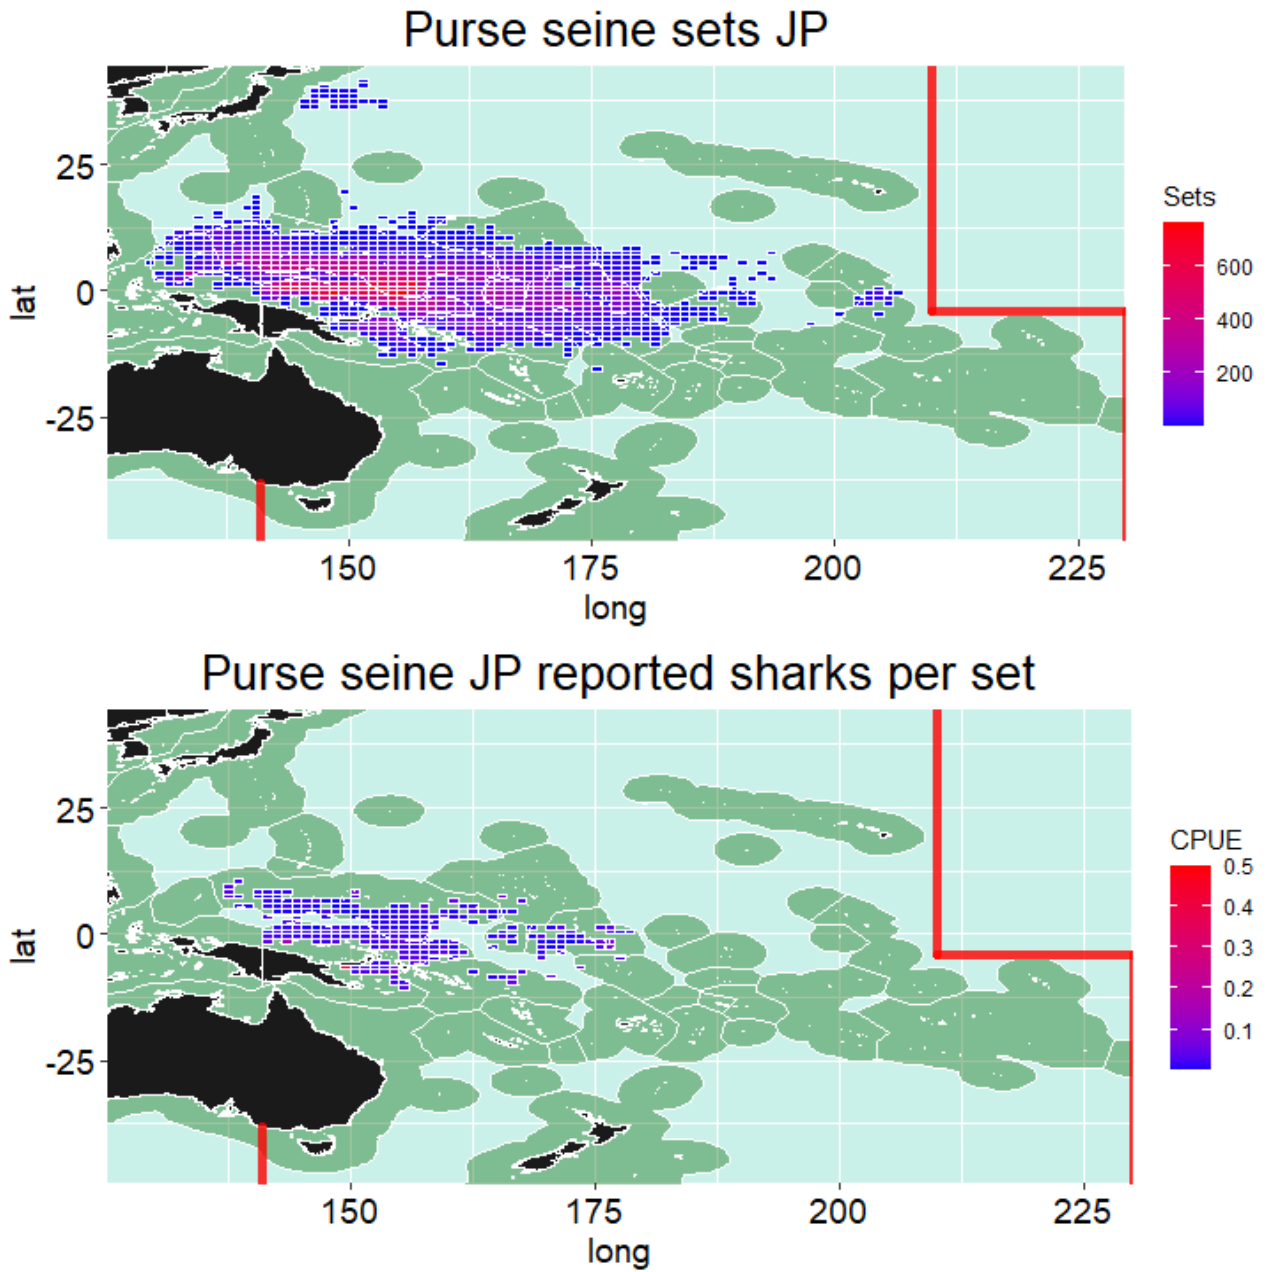 Purse seine sets JP
25
0
-25
lat
150 175 200 225
long
Sets
600
400
200
Purse seine JP reported sharks per set
25
0
-25
lat
150 175 200 225
long
CPUE
0.5
0.4
0.3
0.2
0.1